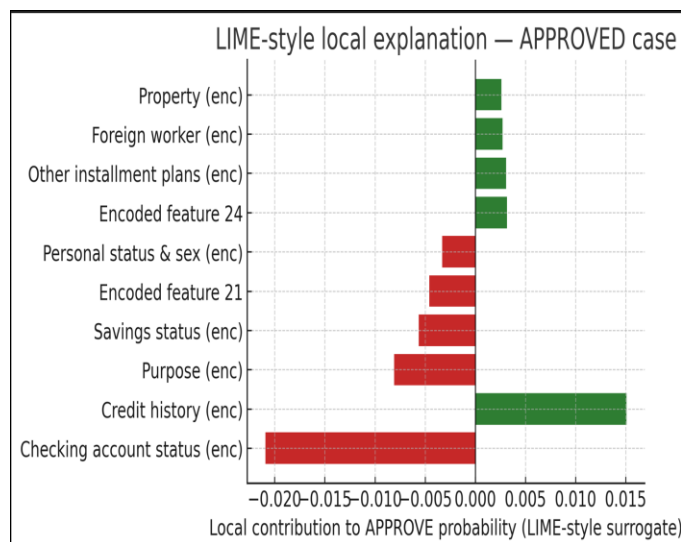 LIME-style local explanation — APPROVED case
Property (enc)
Foreign worker (enc)
Other installment plans (enc)
Encoded feature 24
Personal status & sex (enc)
Encoded feature 21
Savings status (enc)
Purpose (enc)
Credit history (enc)
Checking account status (enc)
−0.020−0.015−0.010−0.005 0.000 0.005 0.010 0.015
Local contribution to APPROVE probability (LIME-style surrogate)